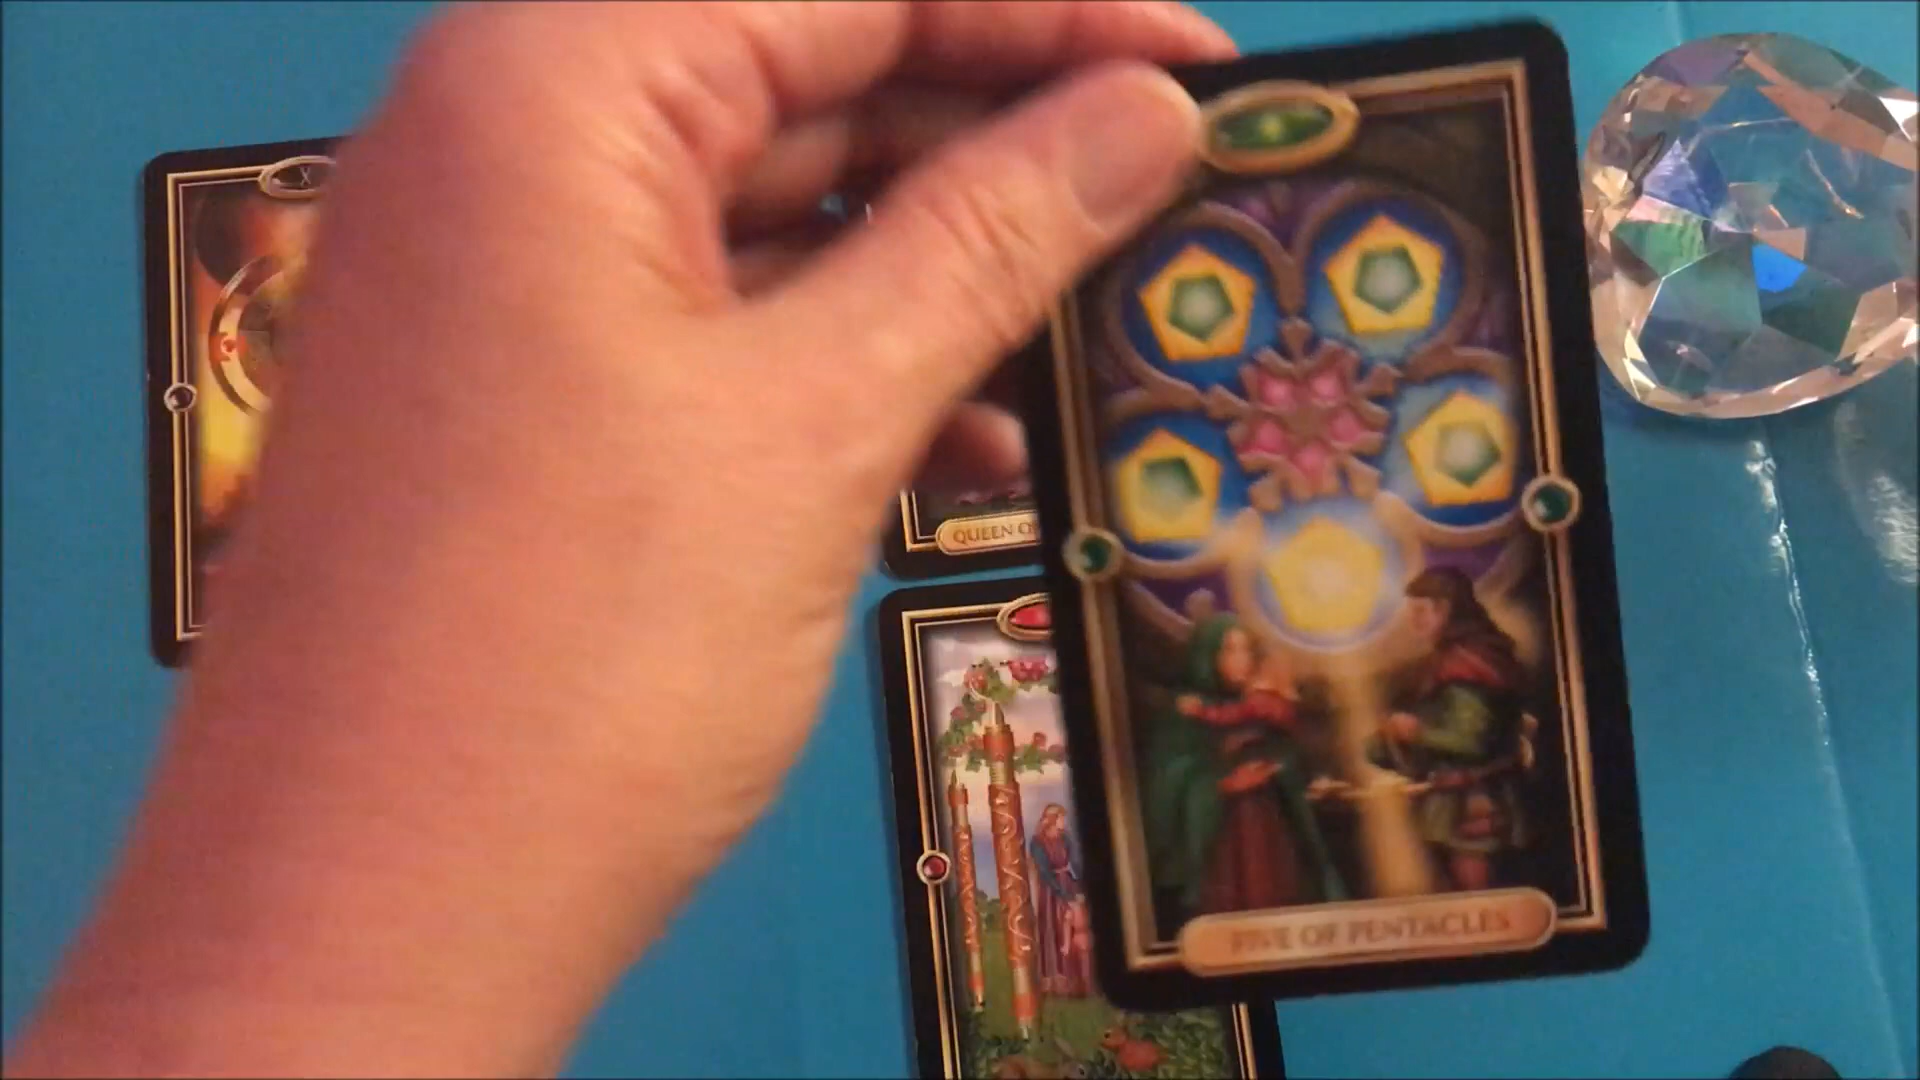 X
QUEEN O
FIVE OF PENTACLES